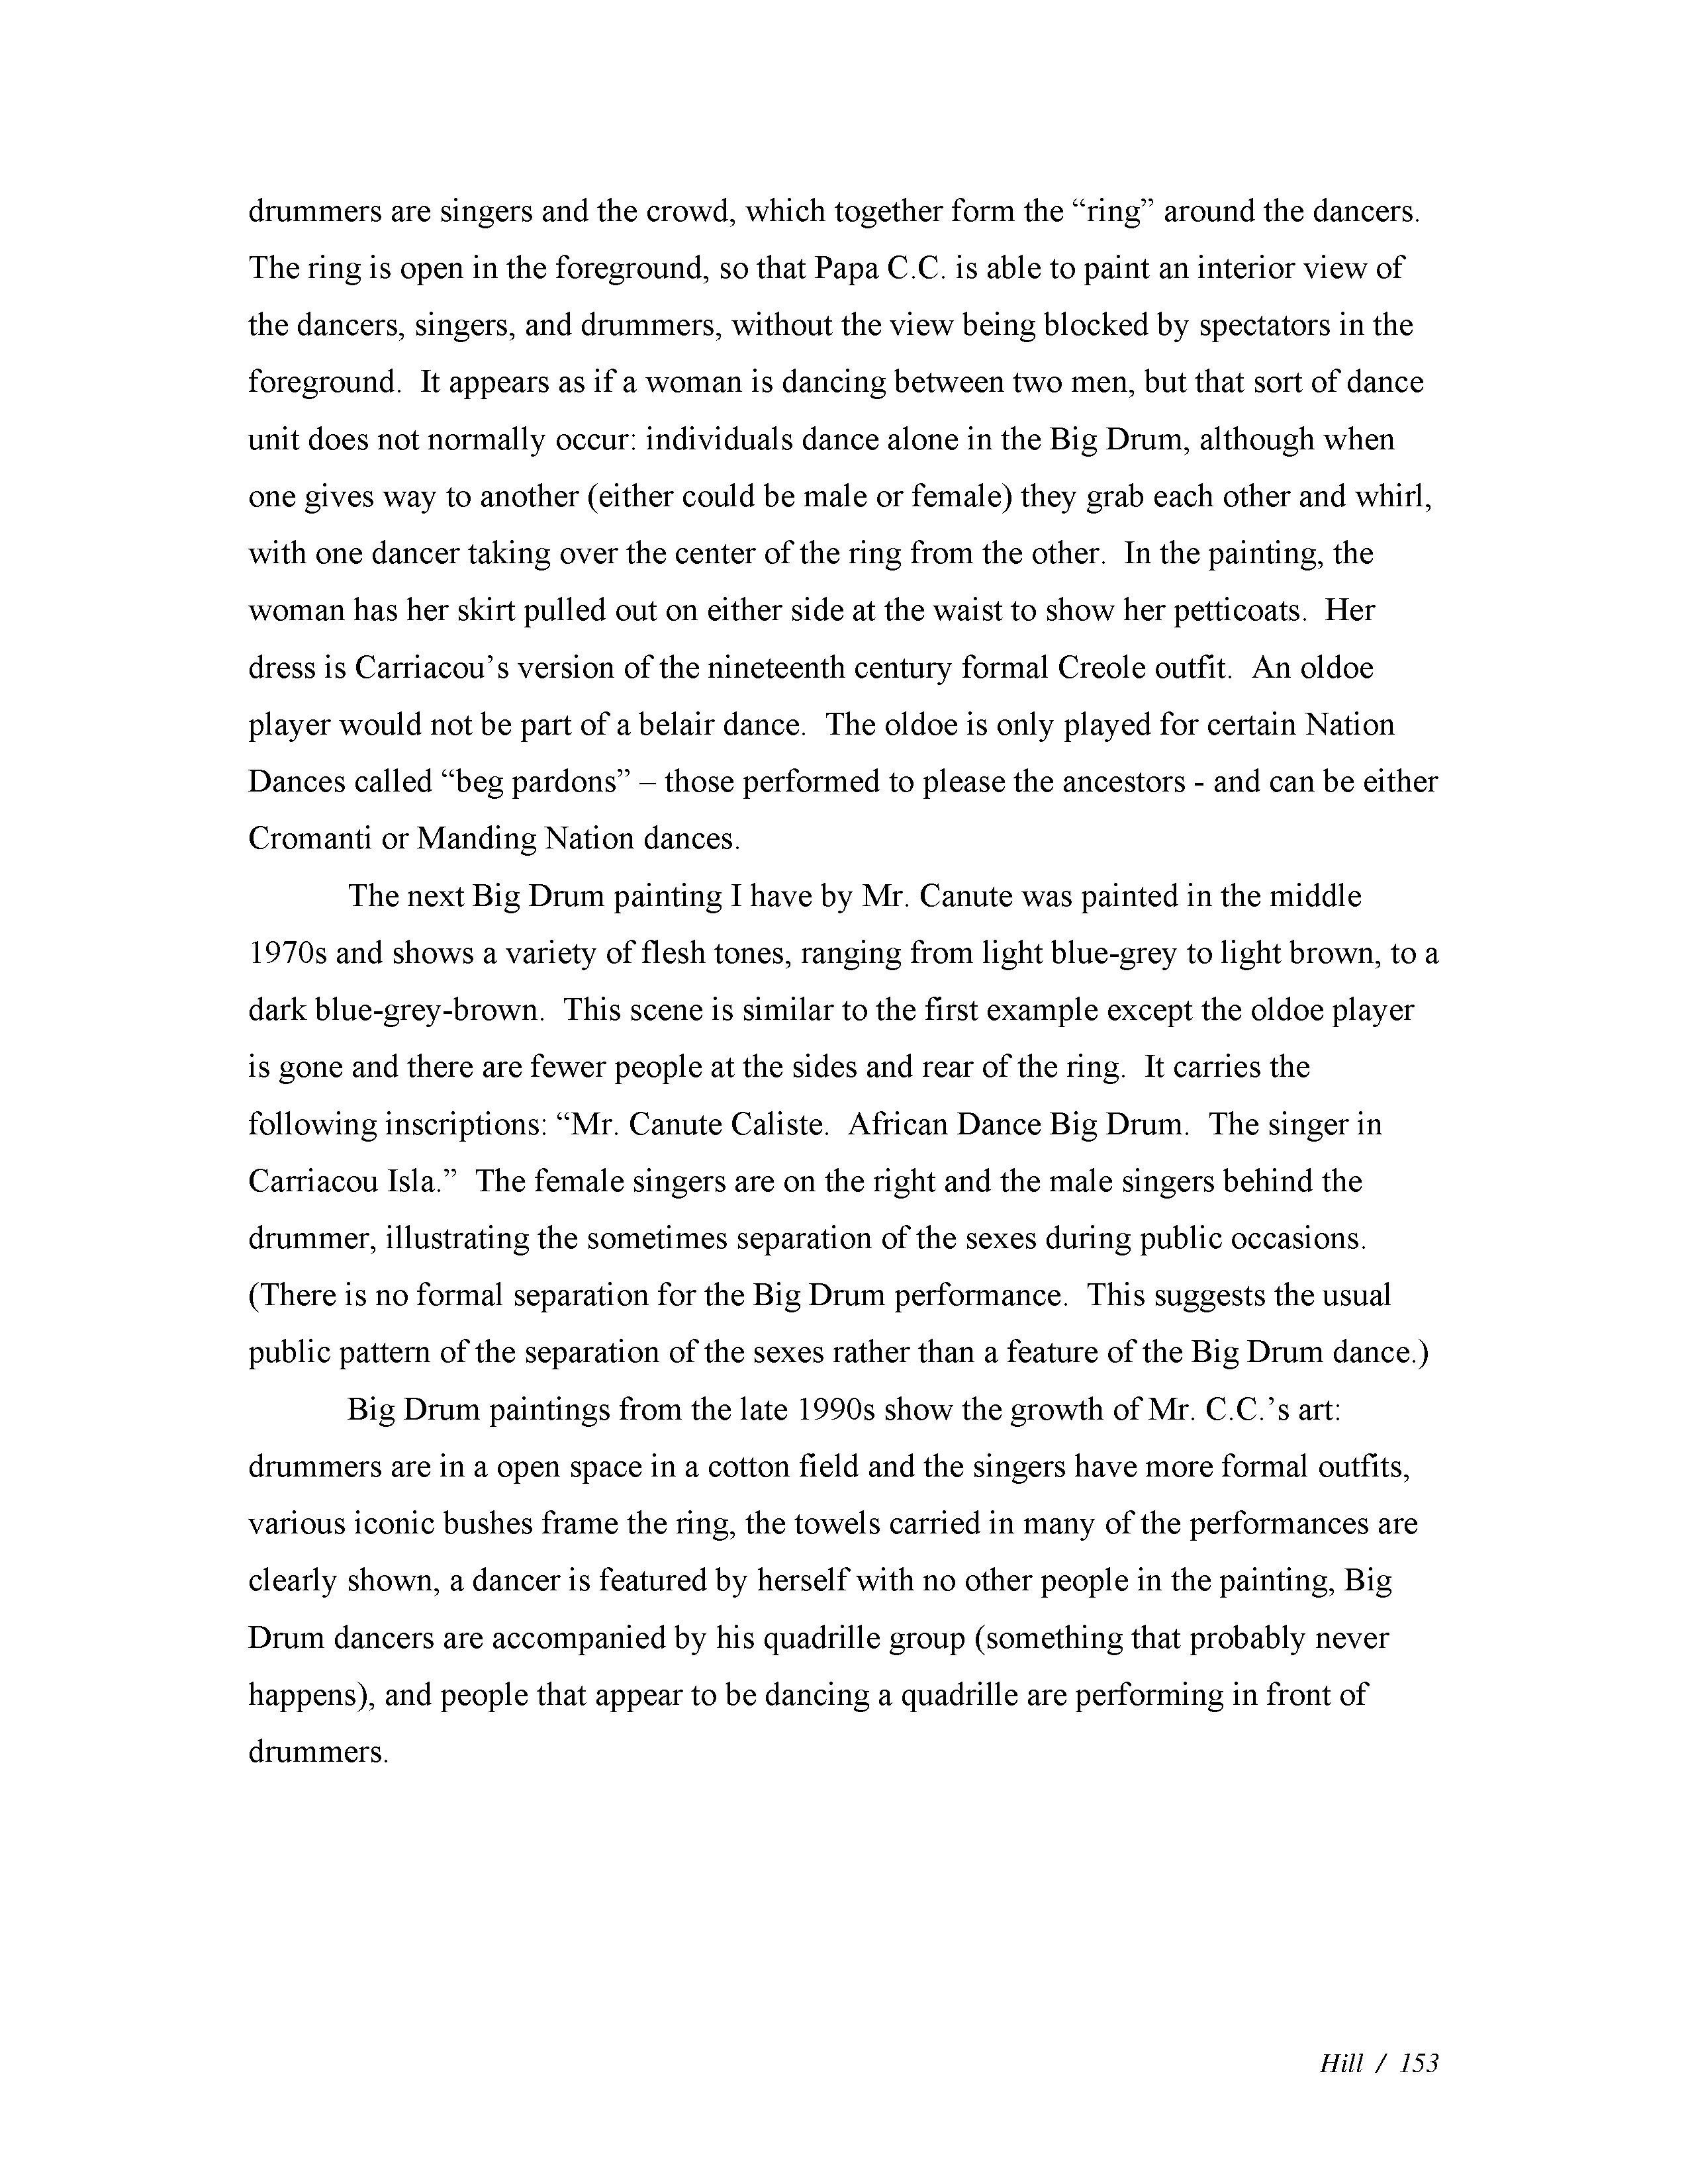 drummers are singers and the crowd, which together form the “ring” around the dancers.
The ring is open in the foreground, so that Papa C.C. is able to paint an interior view of
the dancers, singers, and drummers, without the view being blocked by spectators in the
foreground.  It appears as if a woman is dancing between two men, but that sort of dance
unit does not normally occur: individuals dance alone in the Big Drum, although when
one gives way to another (either could be male or female) they grab each other and whirl,
with one dancer taking over the center of the ring from the other.  In the painting, the
woman has her skirt pulled out on either side at the waist to show her petticoats.  Her
dress is Carriacou’s version of the nineteenth century formal Creole outfit.  An oldoe
player would not be part of a belair dance.  The oldoe is only played for certain Nation
Dances called “beg pardons” – those performed to please the ancestors - and can be either
Cromanti or Manding Nation dances.
The next Big Drum painting I have by Mr. Canute was painted in the middle
1970s and shows a variety of flesh tones, ranging from light blue-grey to light brown, to a
dark blue-grey-brown.  This scene is similar to the first example except the oldoe player
is gone and there are fewer people at the sides and rear of the ring.  It carries the
following inscriptions: “Mr. Canute Caliste.  African Dance Big Drum.  The singer in
Carriacou Isla.”  The female singers are on the right and the male singers behind the
drummer, illustrating the sometimes separation of the sexes during public occasions.
(There is no formal separation for the Big Drum performance.  This suggests the usual
public pattern of the separation of the sexes rather than a feature of the Big Drum dance.)
Big Drum paintings from the late 1990s show the growth of Mr. C.C.’s art:
drummers are in a open space in a cotton field and the singers have more formal outfits,
various iconic bushes frame the ring, the towels carried in many of the performances are
clearly shown, a dancer is featured by herself with no other people in the painting, Big
Drum dancers are accompanied by his quadrille group (something that probably never
happens), and people that appear to be dancing a quadrille are performing in front of
drummers.
Hill / 153